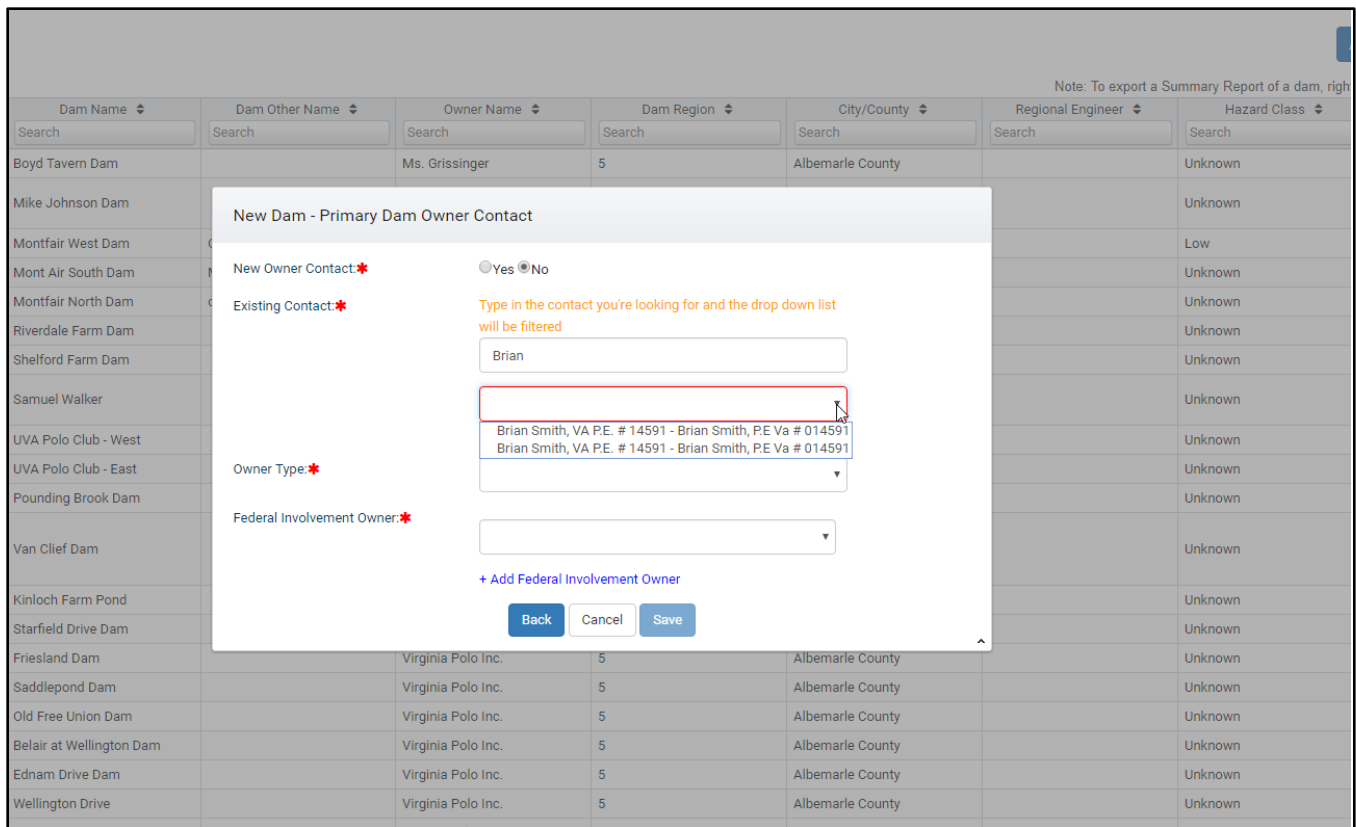 Note: To export a Summary Report of a dam, righ
Dam Name Dam Other Name Owner Name Dam Region City/County Regional Engineer Hazard Class
Search Search Search Search Search Search Search
Boyd Tavern Dam Ms. Grissinger 5 Albemarle County Unknown
Mike Johnson Dam Unknown
New Dam - Primary Dam Owner Contact
Montfair West Dam Low
New Owner Contact:✱ Yes No
Mont Air South Dam Unknown
Montfair North Dam Unknown
Existing Contact:✱ Type in the contact you're looking for and the drop down list
will be filtered
Riverdale Farm Dam Unknown
Shelford Farm Dam Unknown
Brian
Samuel Walker Unknown
Brian Smith, VA P.E. # 14591 - Brian Smith, P.E Va # 014591
Brian Smith, VA P.E. # 14591 - Brian Smith, P.E Va # 014591
UVA Polo Club - West Unknown
UVA Polo Club - East Unknown
Owner Type:✱
Pounding Brook Dam Unknown
Federal Involvement Owner:✱
Van Clief Dam Unknown
+ Add Federal Involvement Owner
Kinloch Farm Pond Unknown
Back Cancel Save
Starfield Drive Dam Unknown
Friesland Dam Virginia Polo Inc. 5 Albemarle County Unknown
Saddlepond Dam Virginia Polo Inc. 5 Albemarle County Unknown
Old Free Union Dam Virginia Polo Inc. 5 Albemarle County Unknown
Belair at Wellington Dam Virginia Polo Inc. 5 Albemarle County Unknown
Ednam Drive Dam Virginia Polo Inc. 5 Albemarle County Unknown
Wellington Drive Virginia Polo Inc. 5 Albemarle County Unknown